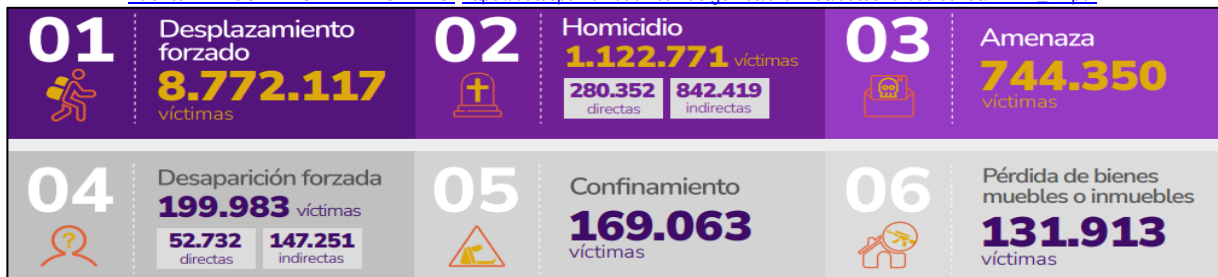 01
Desplazamiento
forzado
8.772.117
víctimas
02
Homicidio
1.122.771 víctimas
280.352
directas
842.419
indirectas
03
Amenaza
744.350
víctimas
04
Desaparición forzada
199.983 víctimas
52.732
directas
147.251
indirectas
05
Confinamiento
169.063
víctimas
06
Pérdida de bienes
muebles o inmuebles
131.913
víctimas